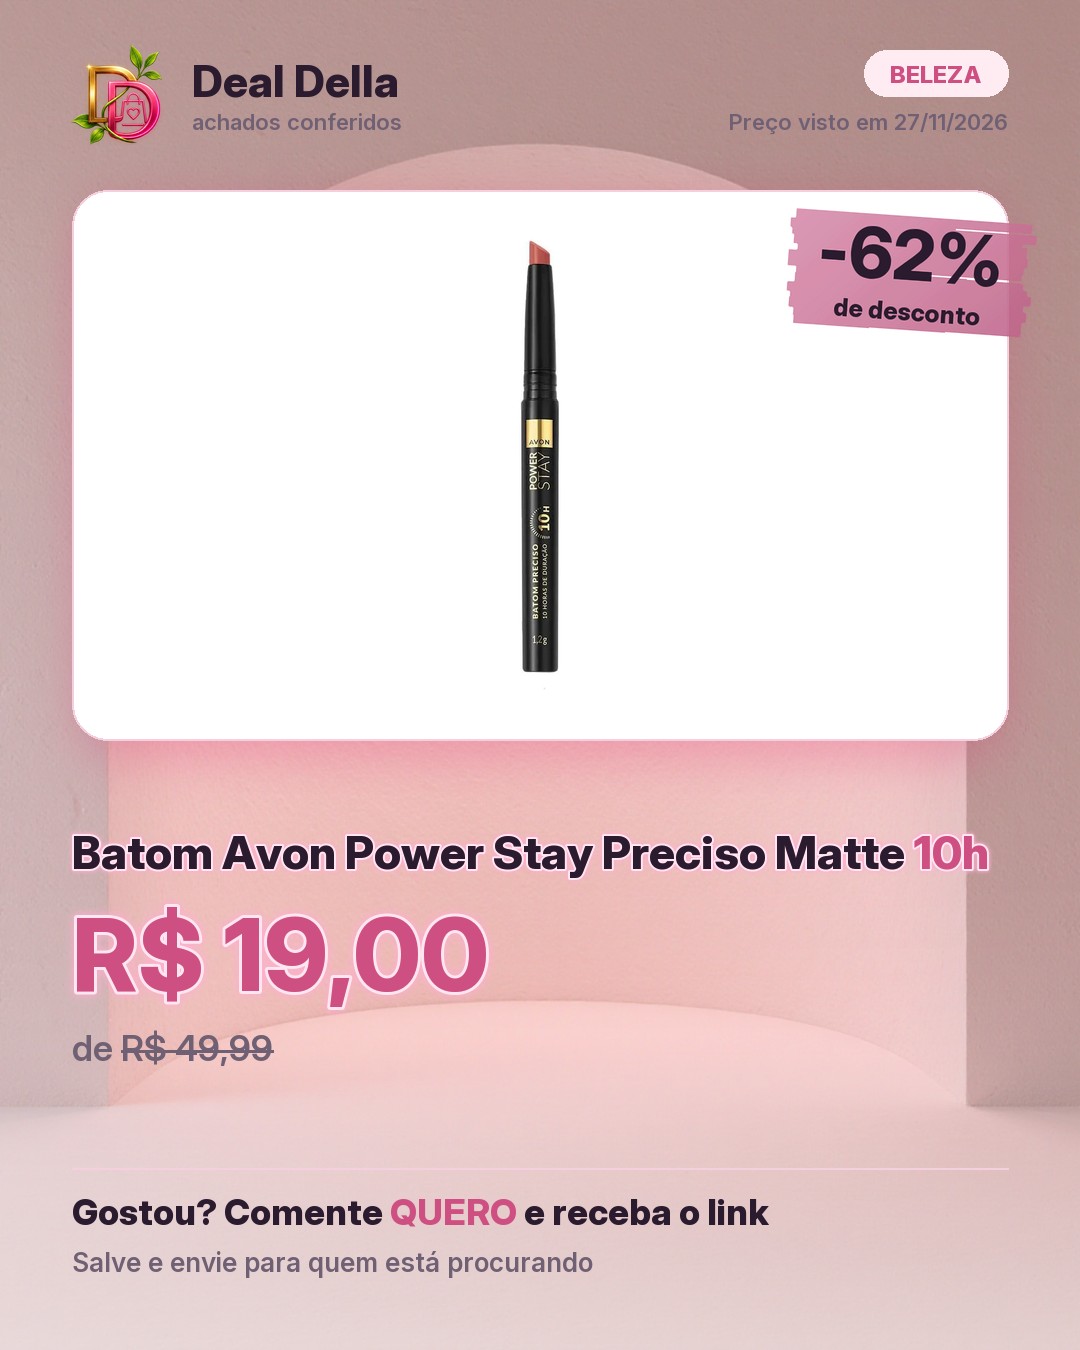 Deal Della
achados conferidos
BELEZA
Preço visto em 27/11/2026
-62%
de desconto
AVON
POWER
STAY
10H
BATOM PRECISO
10 HORAS DE DURAÇÃO
1,2g
Batom Avon Power Stay Preciso Matte 10h
R$ 19,00
de R$ 49,99
Gostou? Comente QUERO e receba o link
Salve e envie para quem está procurando